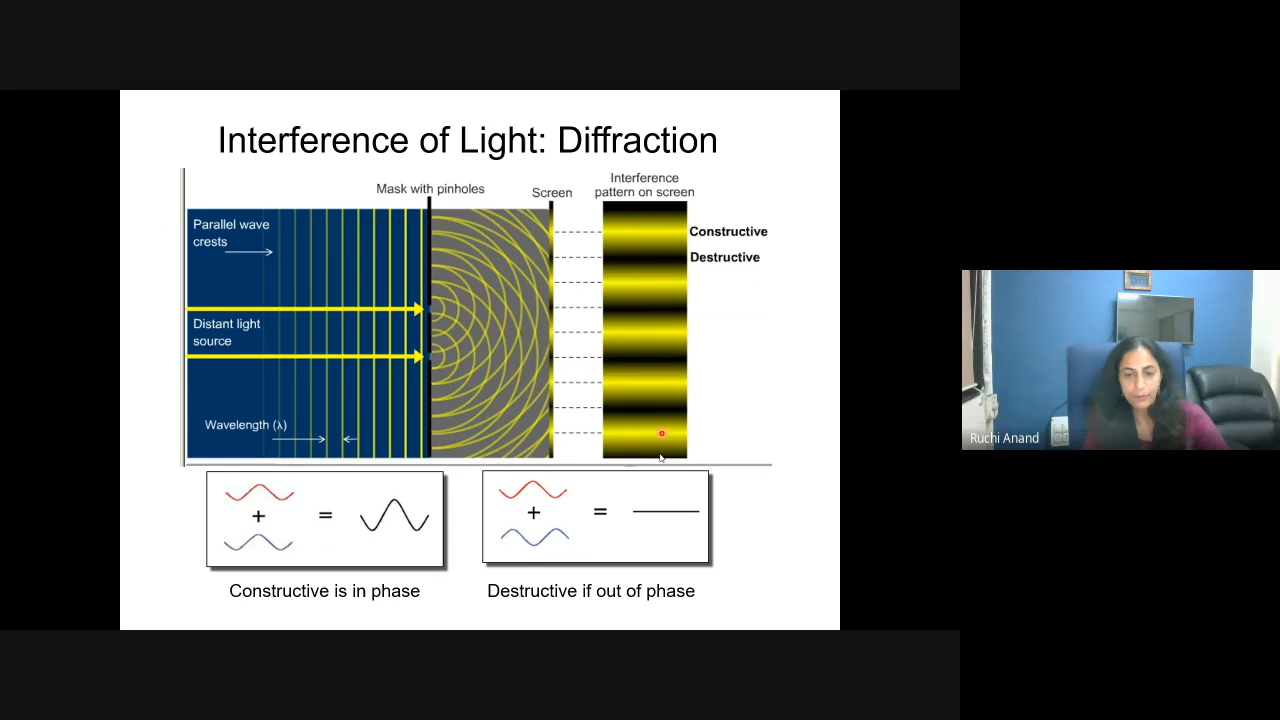 Interference of Light: Diffraction
Mask with pinholes
Screen
Interference
pattern on screen
Parallel wave
crests
Constructive
Destructive
Distant light
source
Wavelength (λ)
Ruchi Anand
+
=
+
=
Constructive is in phase
Destructive if out of phase